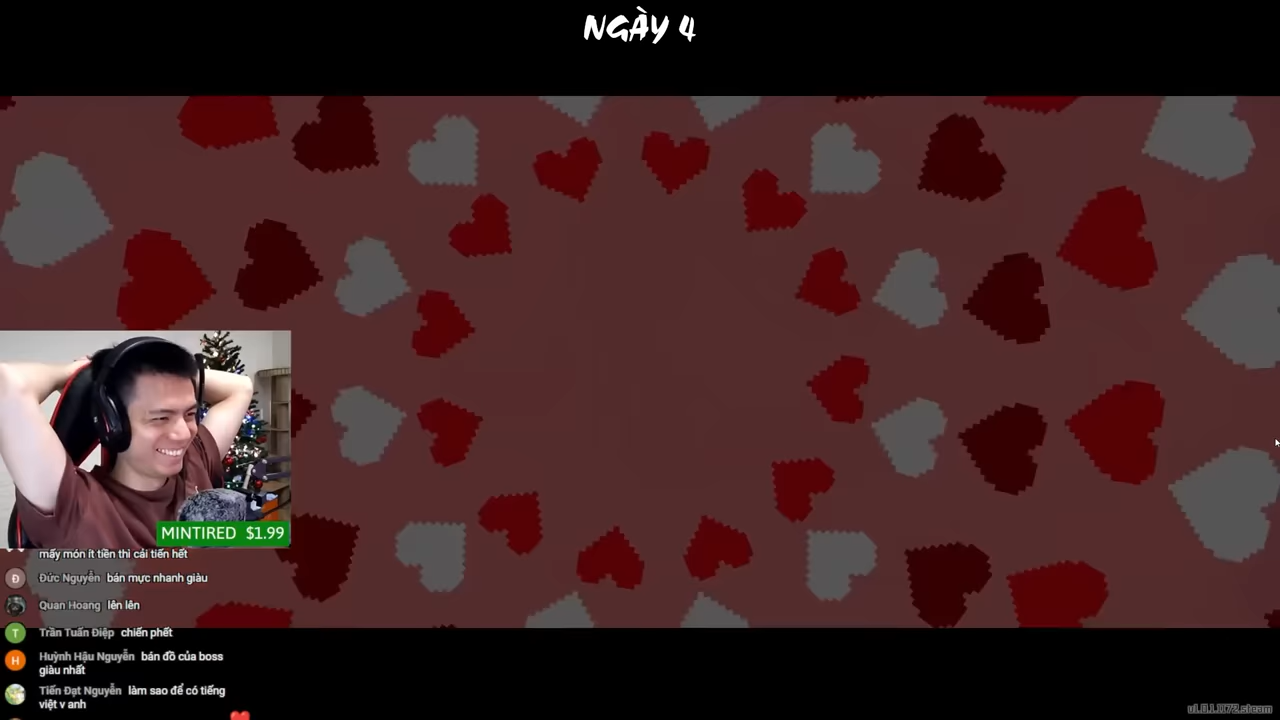 NGÀY 4
MINTIRED $1.99
mấy món ít tiền thì cải tiến hết
Đ Đức Nguyễn bán mực nhanh giàu
Quan Hoang lên lên
T Trần Tuấn Điệp chiến phết
H Huỳnh Hậu Nguyễn bán đồ của boss
giàu nhất
Tiến Đạt Nguyễn làm sao để có tiếng
việt v anh